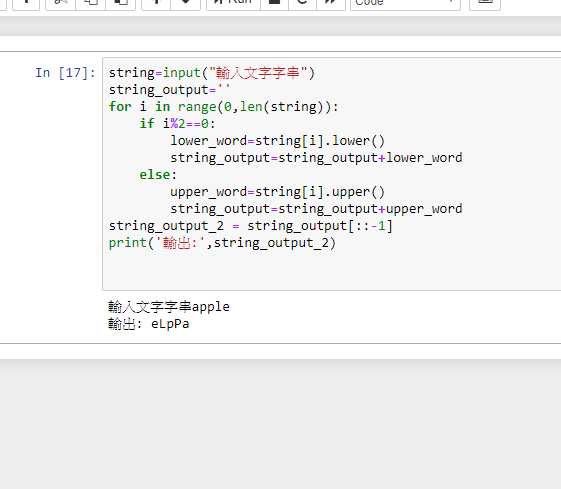 Run
Code
In [17]:
string=input("輸入文字字串")
string_output=''
for i in range(0,len(string)):
    if i%2==0:
        lower_word=string[i].lower()
        string_output=string_output+lower_word
    else:
        upper_word=string[i].upper()
        string_output=string_output+upper_word
string_output_2 = string_output[::-1]
print('輸出:',string_output_2)
輸入文字字串apple
輸出: eLpPa